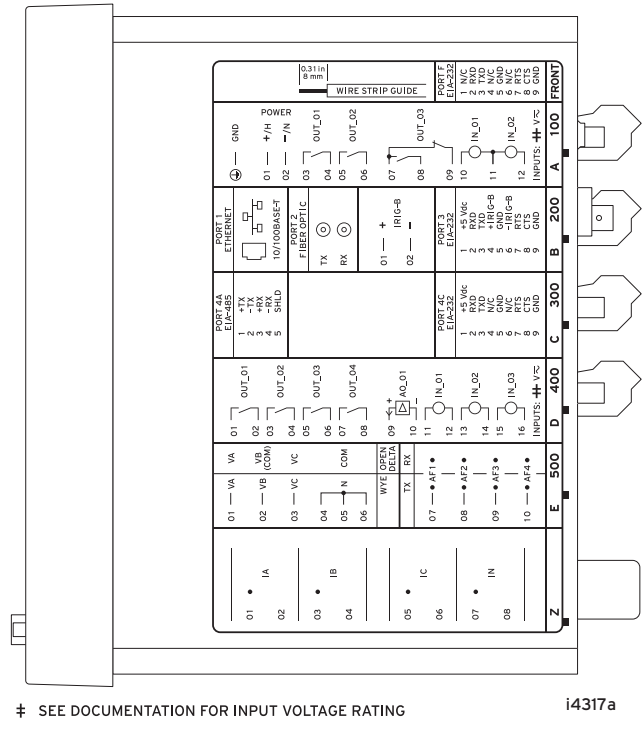 0.31 in
8 mm
WIRE STRIP GUIDE
PORT F
EIA-232
1 N/C
2 RXD
3 TXD
4 N/C
5 GND
6 N/C
7 RTS
8 CTS
9 GND
FRONT
GND
POWER
01 +/H
02 -/N
OUT_01
03
04
OUT_02
05
06
OUT_03
07
08
09
IN_01
10
11
IN_02
12
INPUTS: ⧧ V
A 100
PORT 1
ETHERNET
10/100BASE-T
PORT 2
FIBER OPTIC
TX
RX
01 +
IRIG-B
02 -
PORT 3
EIA-232
1 +5 Vdc
2 RXD
3 TXD
4 +IRIG-B
5 GND
6 -IRIG-B
7 RTS
8 CTS
9 GND
B 200
PORT 4A
EIA-485
1 +TX
2 -TX
3 +RX
4 -RX
5 SHLD
PORT 4C
EIA-232
1 +5 Vdc
2 RXD
3 TXD
4 N/C
5 GND
6 N/C
7 RTS
8 CTS
9 GND
C 300
OUT_01
01
02
OUT_02
03
04
OUT_03
05
06
OUT_04
07
08
AO_01
09 +
10 -
IN_01
11
12
IN_02
13
14
IN_03
15
16
INPUTS: ⧧ V
D 400
VA
VB
(COM)
VC
COM
OPEN
DELTA
01 VA
02 VB
03 VC
04
05 N
06
WYE
TX RX
07 AF1
08 AF2
09 AF3
10 AF4
E 500
IA
01
02
IB
03
04
IC
05
06
IN
07
08
Z
⧧ SEE DOCUMENTATION FOR INPUT VOLTAGE RATING
i4317a